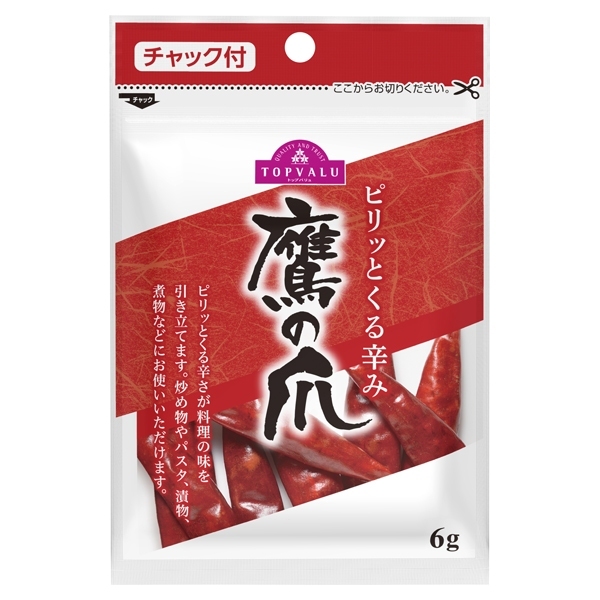 チャック付
ここからお切りください。
チャック
QUALITY AND TRUST
TOPVALU
トップバリュ
ピリッとくる辛み
鷹の爪
ピリッとくる辛さが料理の味を
引き立てます。炒め物やパスタ、漬物、
煮物などにお使いいただけます。
6g